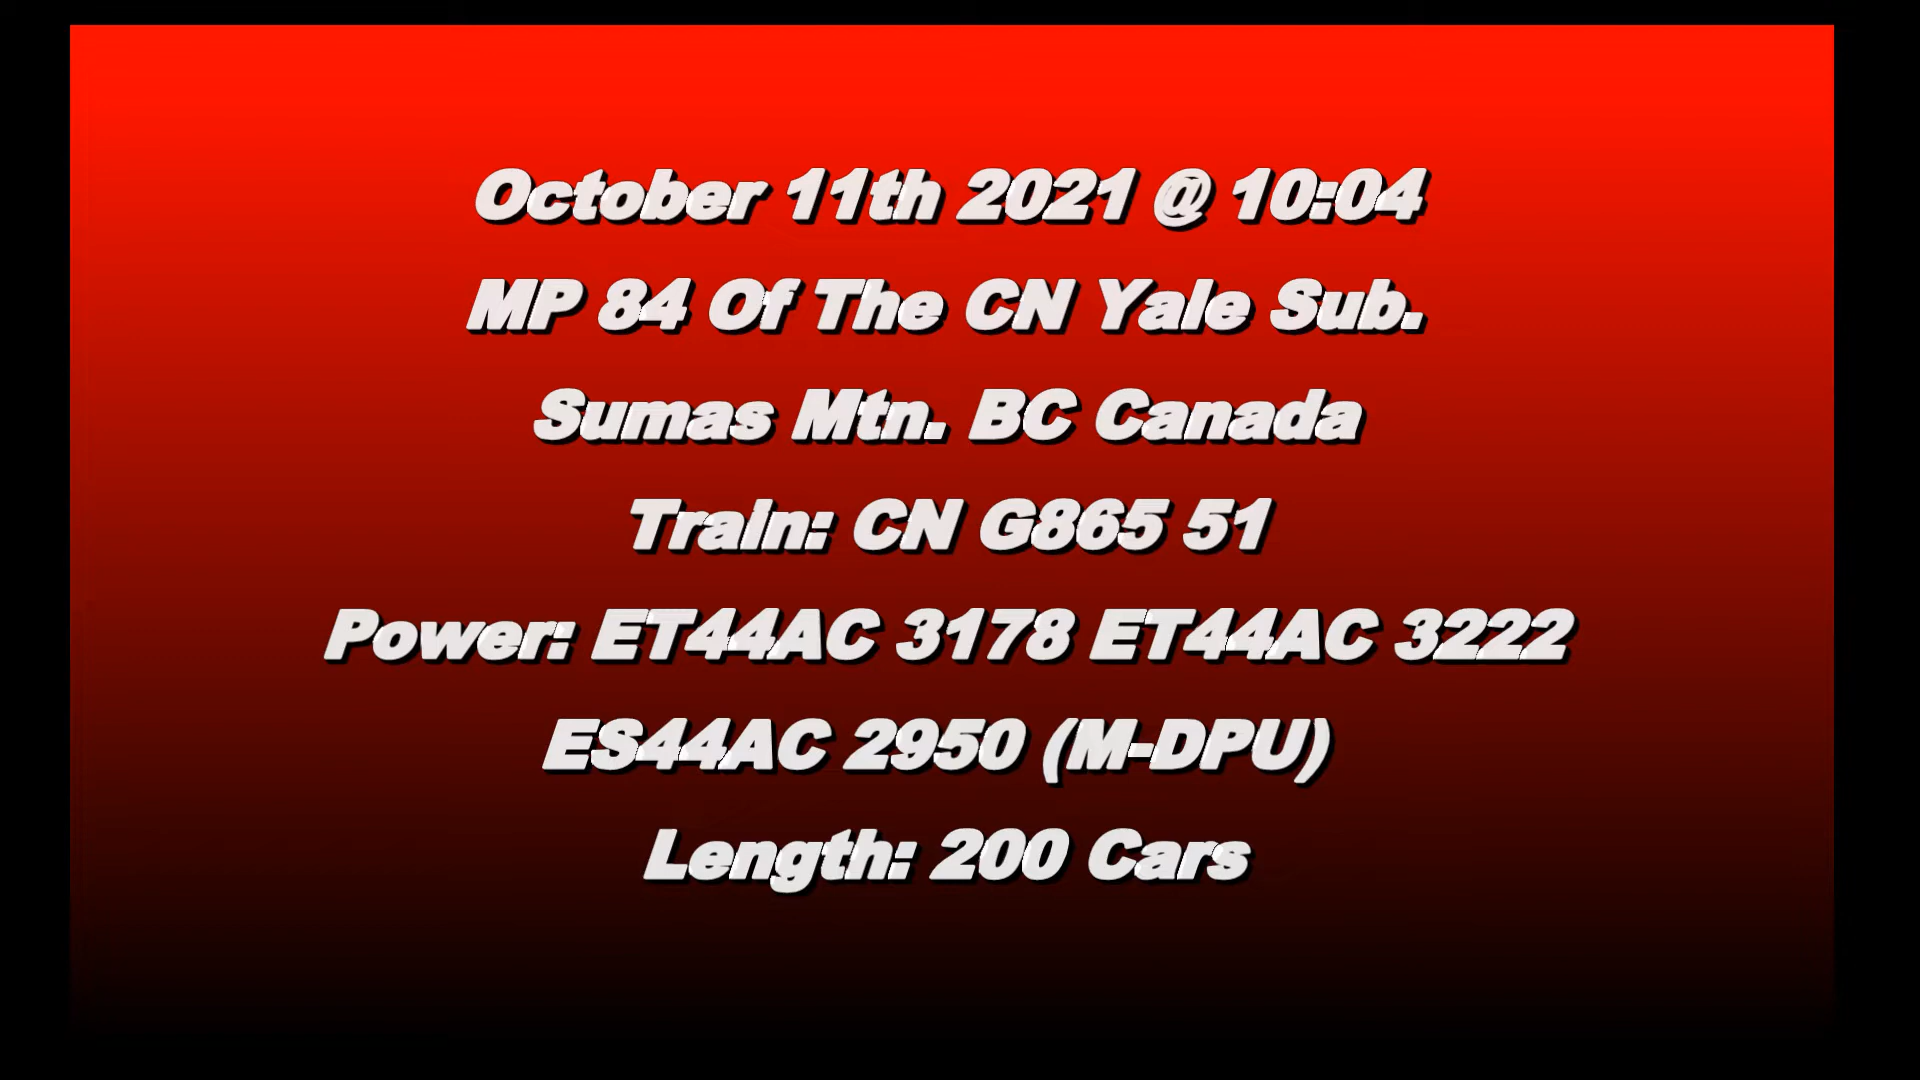 October 11th 2021 @ 10:04
MP 84 Of The CN Yale Sub.
Sumas Mtn. BC Canada
Train: CN G865 51
Power: ET44AC 3178 ET44AC 3222
ES44AC 2950 (M-DPU)
Length: 200 Cars